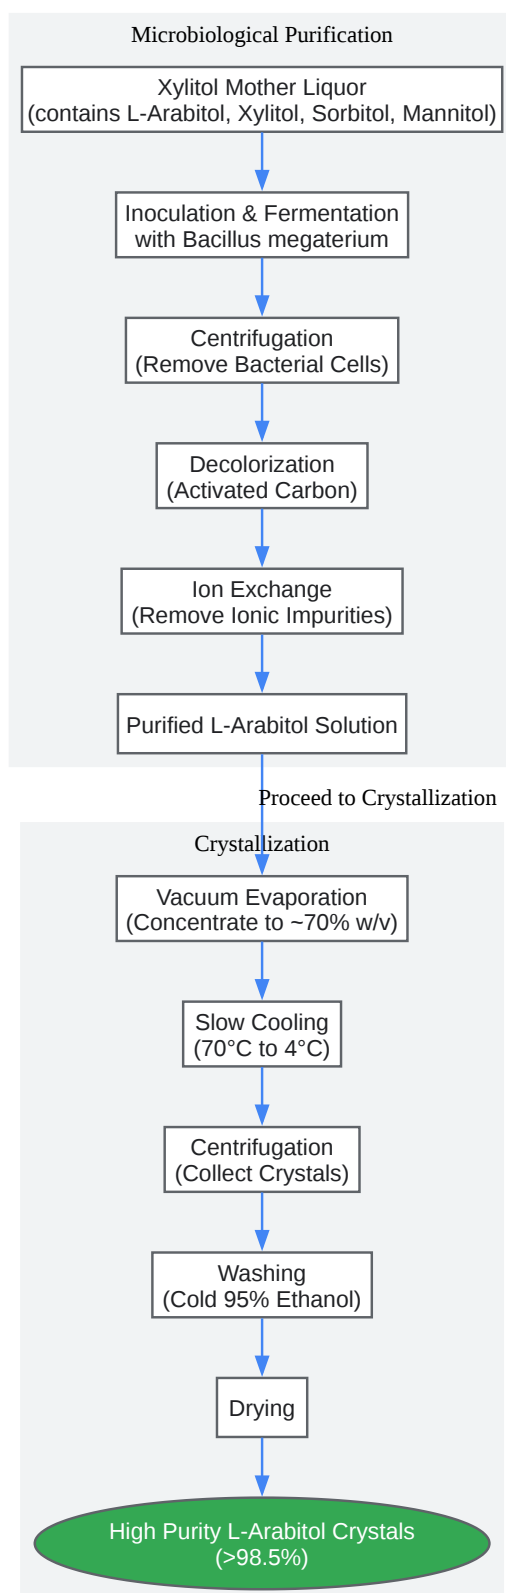 Microbiological Purification
Xylitol Mother Liquor
(contains L-Arabitol, Xylitol, Sorbitol, Mannitol)
Inoculation & Fermentation
with Bacillus megaterium
Centrifugation
(Remove Bacterial Cells)
Decolorization
(Activated Carbon)
Ion Exchange
(Remove Ionic Impurities)
Purified L-Arabitol Solution
Proceed to Crystallization
Crystallization
Vacuum Evaporation
(Concentrate to ~70% w/v)
Slow Cooling
(70°C to 4°C)
Centrifugation
(Collect Crystals)
Washing
(Cold 95% Ethanol)
Drying
High Purity L-Arabitol Crystals
(>98.5%)